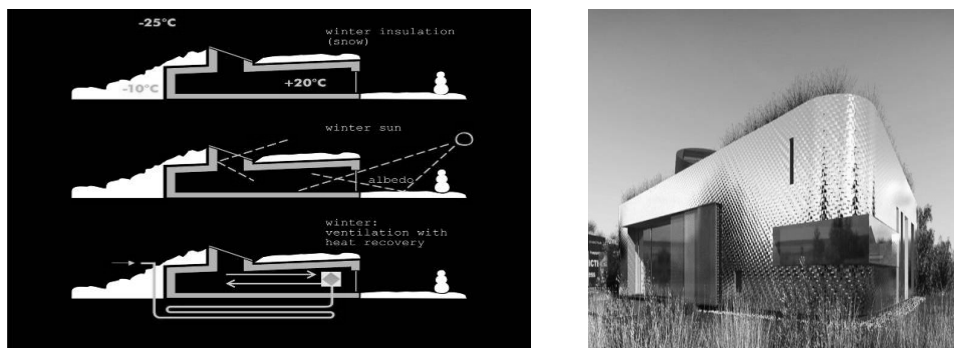 -25°C
winter insulation
(snow)
-10°C
+20°C
winter sun
albedo
winter:
ventilation with
heat recovery